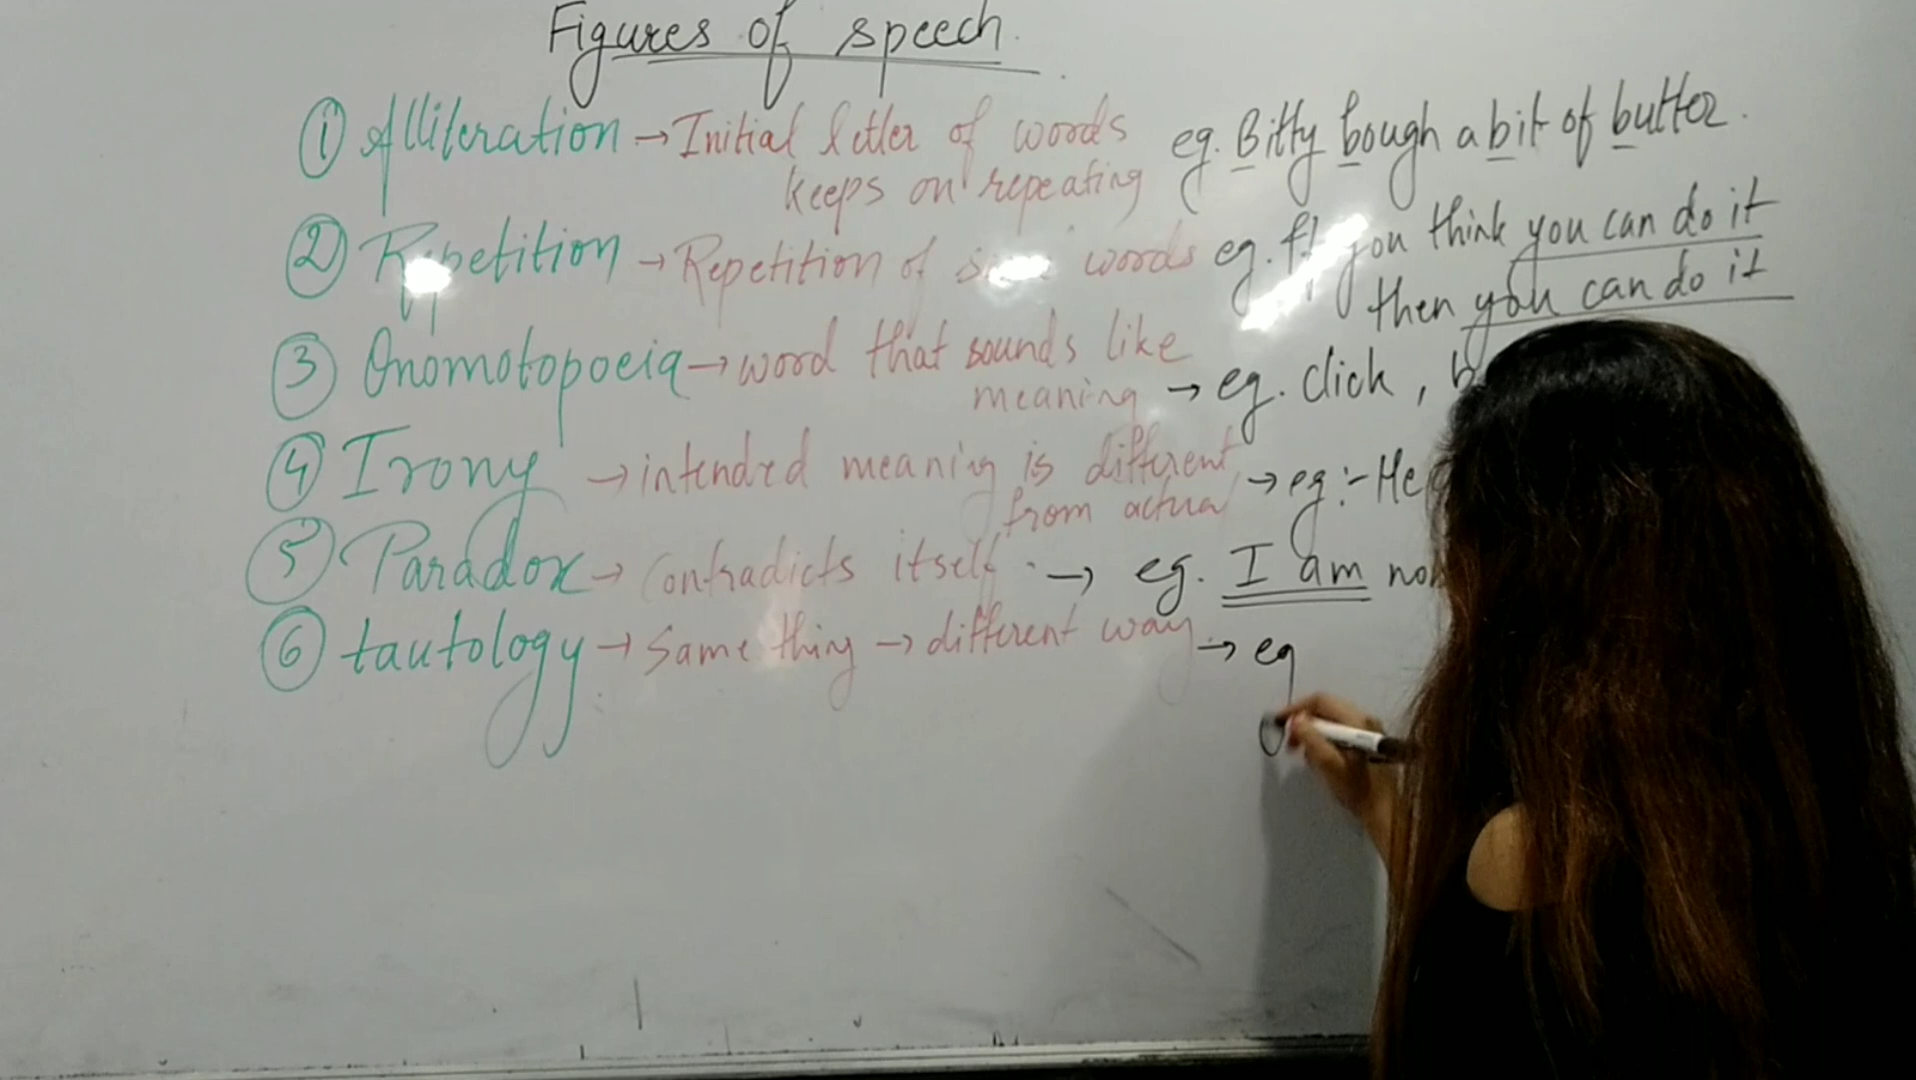 Figures of speech.
① Alliteration → Initial letter of words eg. Bitty bough a bit of butter.
keeps on repeating
② Repetition → Repetition of same words eg. If you think you can do it
then you can do it
③ Onomotopoeia → word that sounds like
meaning → eg. click,
④ Irony → intended meaning is different
from actual → eg:- He
⑤ Paradox → contradicts itself. → eg. I am
⑥ tautology → Same thing → different way. → eg